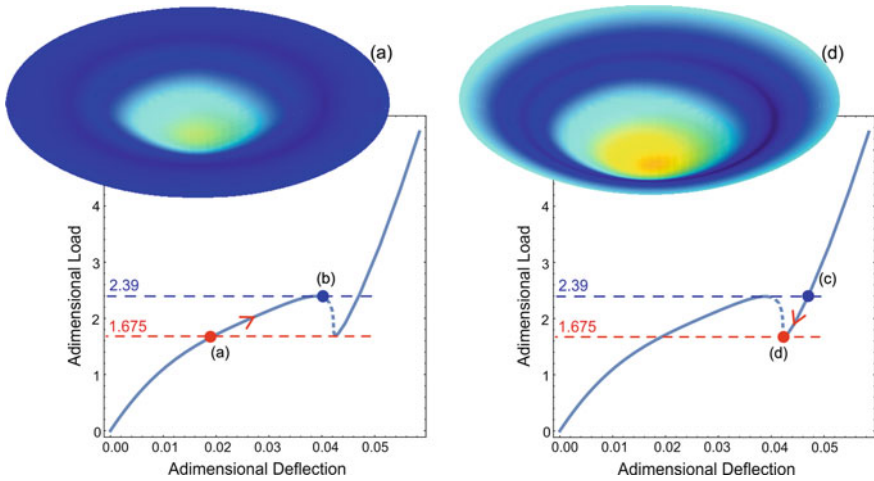 (a)
Adimensional Load
4
3
2
1
0
2.39
1.675
(b)
(a)
0.00 0.01 0.02 0.03 0.04 0.05
Adimensional Deflection
(d)
Adimensional Load
4
3
2
1
0
2.39
1.675
(c)
(d)
0.00 0.01 0.02 0.03 0.04 0.05
Adimensional Deflection